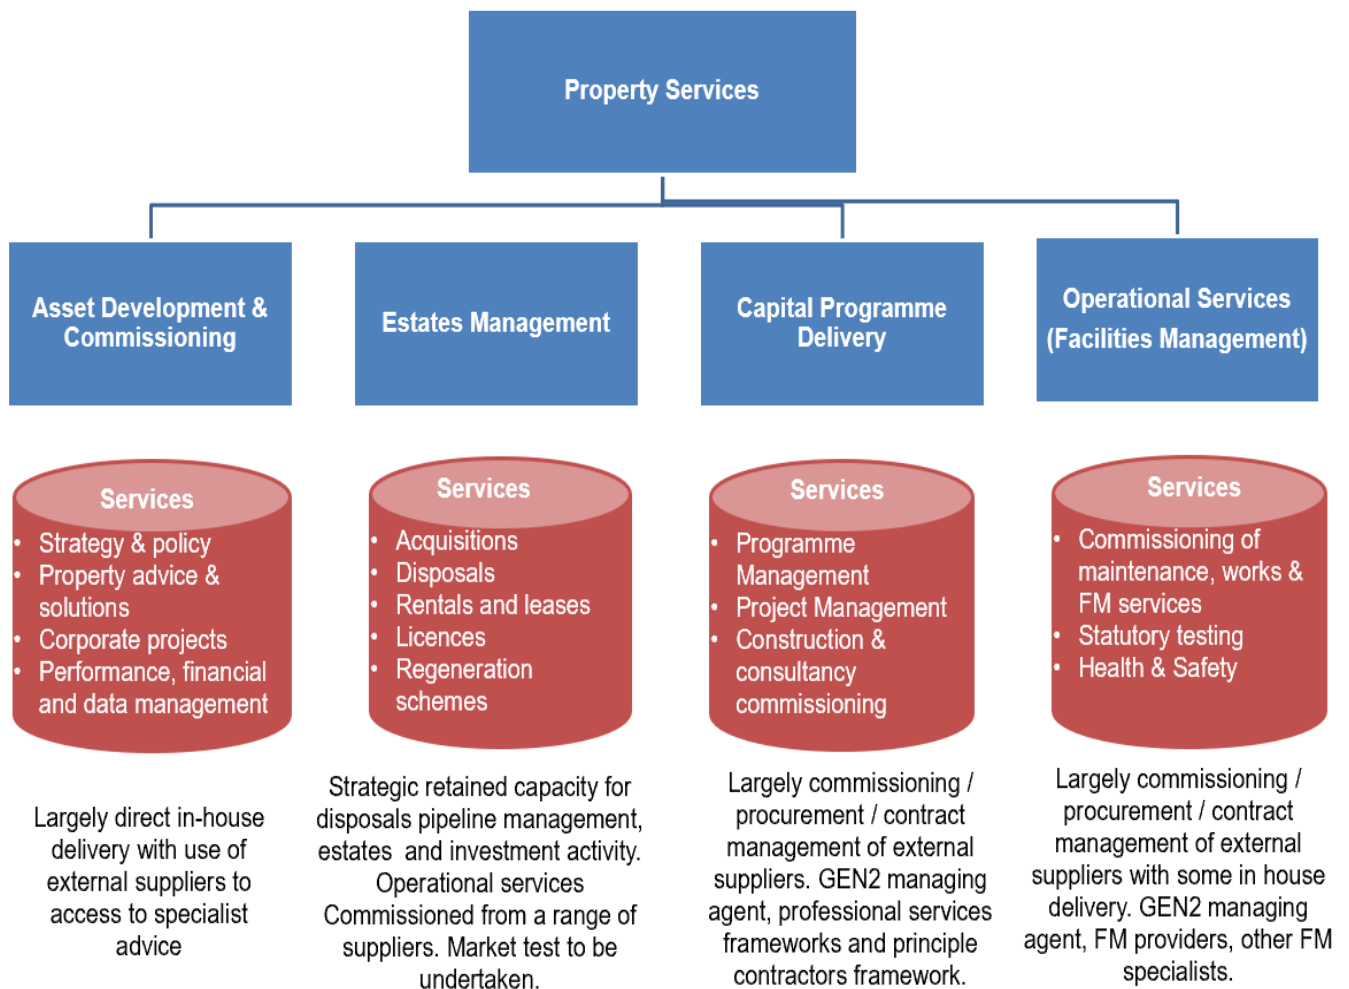 Property Services
Asset Development &
Commissioning
Estates Management
Capital Programme
Delivery
Operational Services
(Facilities Management)
Services
• Strategy & policy
• Property advice &
solutions
• Corporate projects
• Performance, financial
and data management
Services
• Acquisitions
• Disposals
• Rentals and leases
• Licences
• Regeneration
schemes
Services
• Programme
Management
• Project Management
• Construction &
consultancy
commissioning
Services
• Commissioning of
maintenance, works &
FM services
• Statutory testing
• Health & Safety
Largely direct in-house
delivery with use of
external suppliers to
access to specialist
advice
Strategic retained capacity for
disposals pipeline management,
estates and investment activity.
Operational services
Commissioned from a range of
suppliers. Market test to be
undertaken.
Largely commissioning /
procurement / contract
management of external
suppliers. GEN2 managing
agent, professional services
frameworks and principle
contractors framework.
Largely commissioning /
procurement / contract
management of external
suppliers with some in house
delivery. GEN2 managing
agent, FM providers, other FM
specialists.